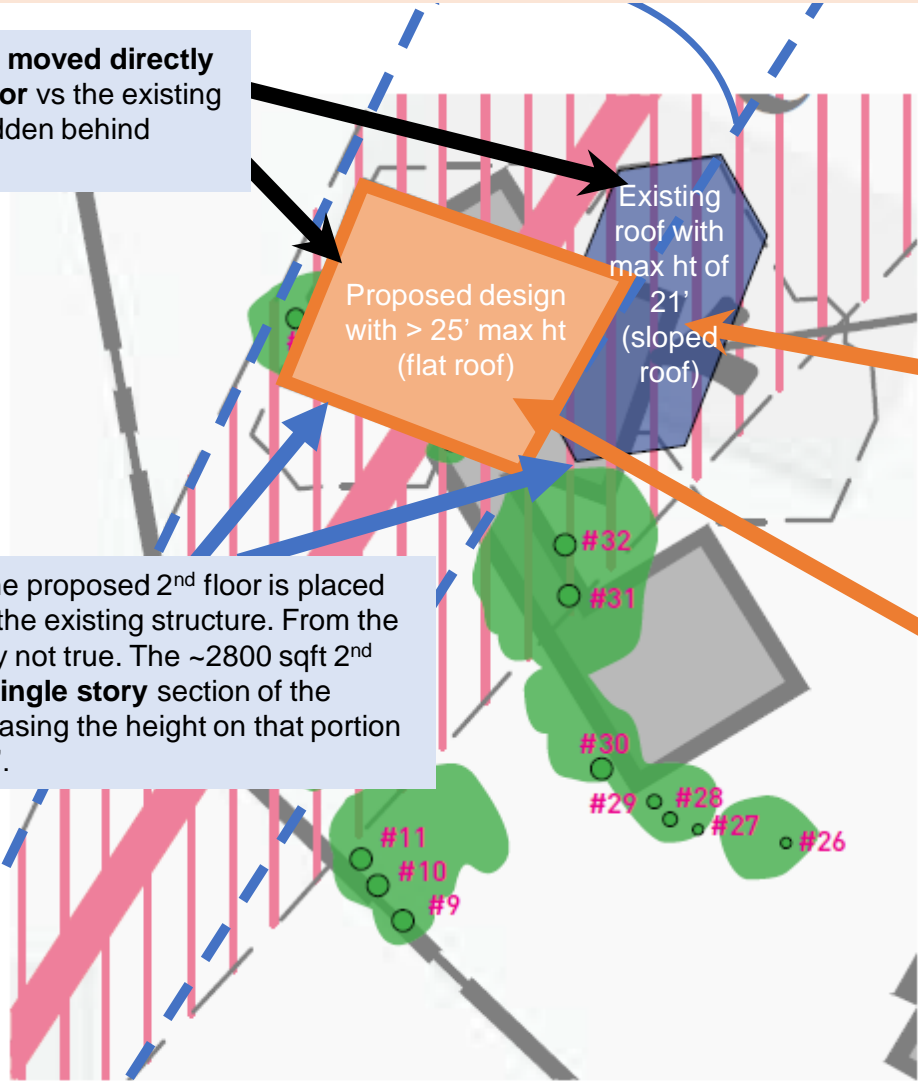 moved directly
or vs the existing
dden behind
Existing
roof with
max ht of
21'
(sloped
roof)
Proposed design
with > 25' max ht
(flat roof)
#32
#31
ne proposed 2nd floor is placed
the existing structure. From the
y not true. The ~2800 sqft 2nd
ingle story section of the
asing the height on that portion
'.
#30
#29
#28
#27
#26
#11
#10
#9